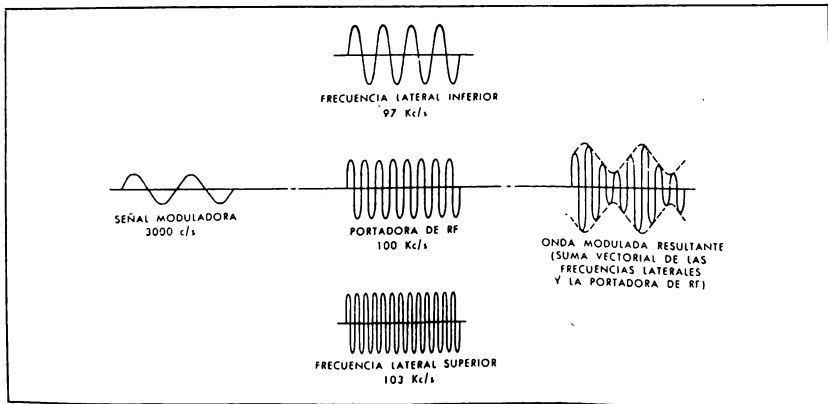 FRECUENCIA LATERAL INFERIOR
97 Kc/s
SEÑAL MODULADORA
3000 c/s
PORTADORA DE RF
100 Kc/s
ONDA MODULADA RESULTANTE
(SUMA VECTORIAL DE LAS
FRECUENCIAS LATERALES
Y LA PORTADORA DE RF)
FRECUENCIA LATERAL SUPERIOR
103 Kc/s